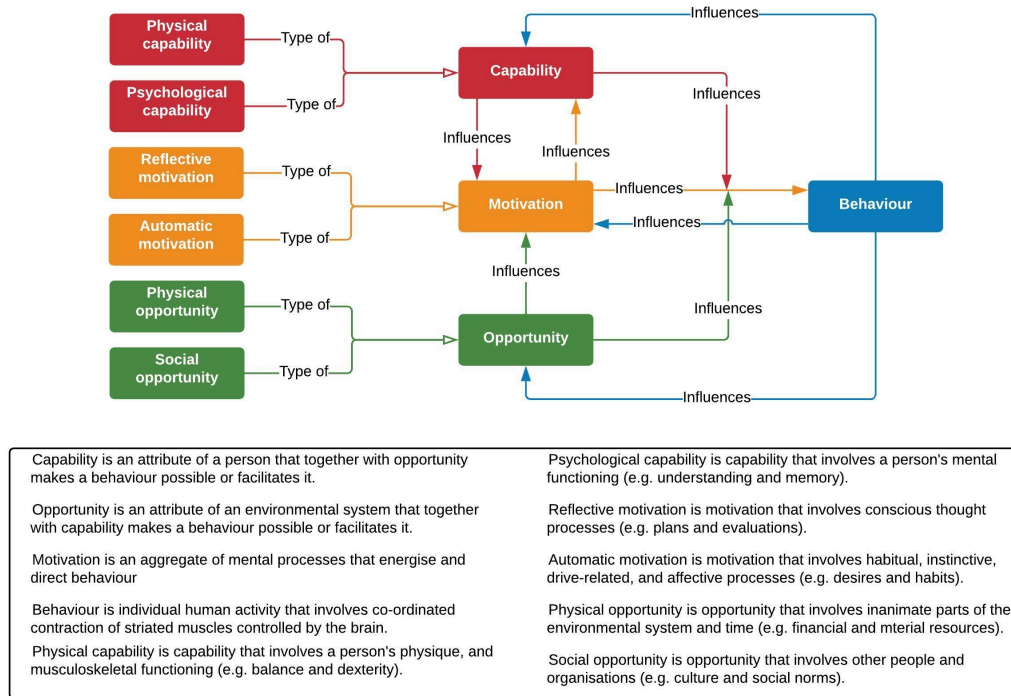 Influences
Physical
capability
Type of
Capability
Influences
Psychological
capability
Type of
Influences
Influences
Reflective
motivation
Type of
Motivation
Influences
Behaviour
Influences
Automatic
motivation
Type of
Influences
Physical
opportunity
Type of
Influences
Opportunity
Social
opportunity
Type of
Influences
Capability is an attribute of a person that together with opportunity
makes a behaviour possible or facilitates it.
Opportunity is an attribute of an environmental system that together
with capability makes a behaviour possible or facilitates it.
Motivation is an aggregate of mental processes that energise and
direct behaviour
Behaviour is individual human activity that involves co-ordinated
contraction of striated muscles controlled by the brain.
Physical capability is capability that involves a person's physique, and
musculoskeletal functioning (e.g. balance and dexterity).
Psychological capability is capability that involves a person's mental
functioning (e.g. understanding and memory).
Reflective motivation is motivation that involves conscious thought
processes (e.g. plans and evaluations).
Automatic motivation is motivation that involves habitual, instinctive,
drive-related, and affective processes (e.g. desires and habits).
Physical opportunity is opportunity that involves inanimate parts of the
environmental system and time (e.g. financial and mterial resources).
Social opportunity is opportunity that involves other people and
organisations (e.g. culture and social norms).